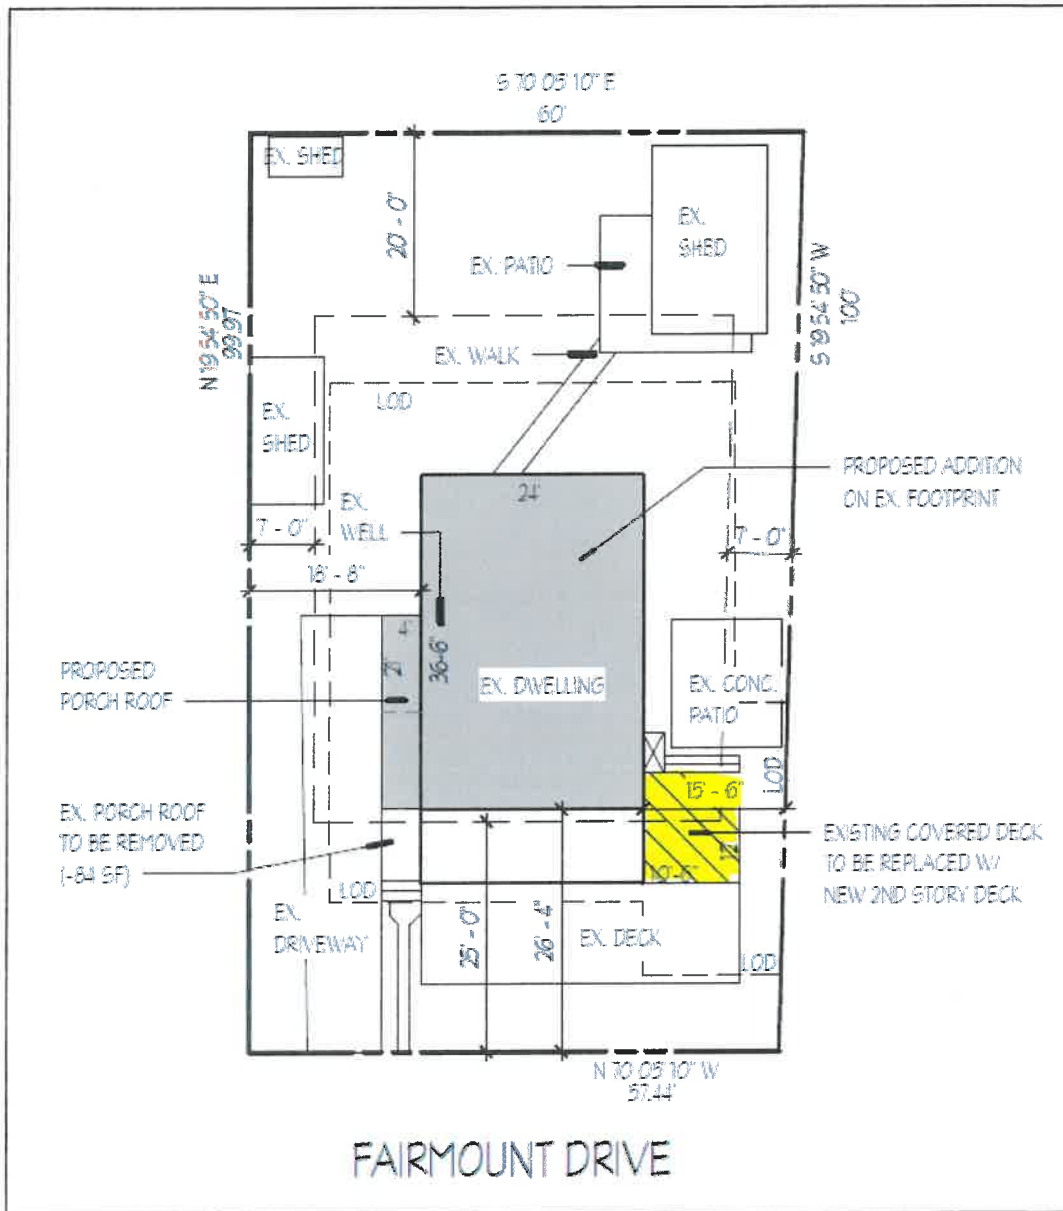 S 70 05' 10" E
60'
EX. SHED
20' - 0"
EX.
SHED
EX. PATIO
N 19 54' 50" E
99.97
S 19 54' 50" W
100'
EX. WALK
LOD
EX.
SHED
PROPOSED ADDITION
ON EX. FOOTPRINT
24'
EX.
WELL
7' - 0"
7' - 0"
18' - 8"
4'
21'
36'-6"
PROPOSED
PORCH ROOF
EX. DWELLING
EX. CONC.
PATIO
LOD
15' - 6"
EX. PORCH ROOF
TO BE REMOVED
(-84 SF)
EXISTING COVERED DECK
TO BE REPLACED W/
NEW 2ND STORY DECK
12'
10'-6"
LOD
EX.
DRIVEWAY
25' - 0"
26' - 4"
EX. DECK
LOD
N 70 05' 10" W
57.44'
FAIRMOUNT DRIVE